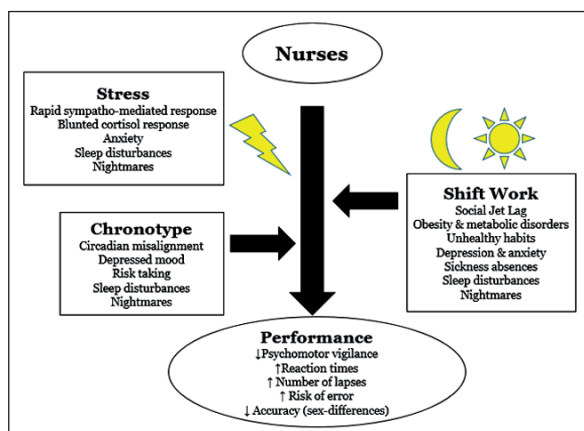 Nurses
Stress
Rapid sympatho-mediated response
Blunted cortisol response
Anxiety
Sleep disturbances
Nightmares
Chronotype
Circadian misalignment
Depressed mood
Risk taking
Sleep disturbances
Nightmares
Shift Work
Social Jet Lag
Obesity & metabolic disorders
Unhealthy habits
Depression & anxiety
Sickness absences
Sleep disturbances
Nightmares
Performance
↓Psychomotor vigilance
↑Reaction times
↑ Number of lapses
↑ Risk of error
↓ Accuracy (sex-differences)